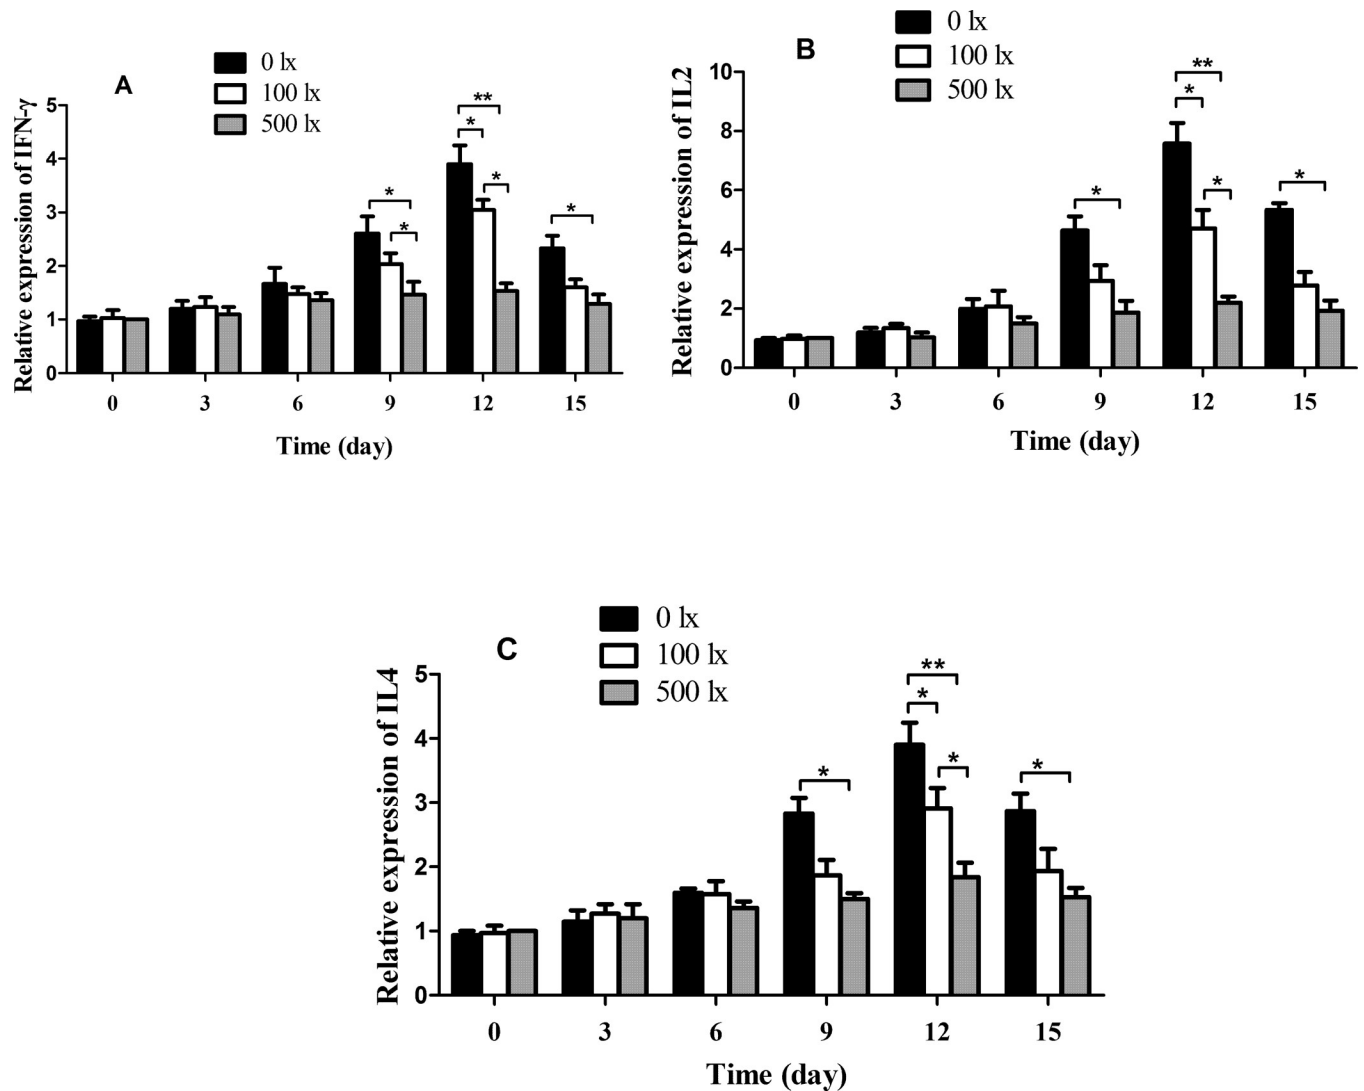 A
0 lx
100 lx
500 lx
Relative expression of IFN-γ
5
4
3
2
1
0
** 
*
*
*
*
*
0 3 6 9 12 15
Time (day)
B
0 lx
100 lx
500 lx
Relative expression of IL2
10
8
6
4
2
0
**
*
*
*
*
0 3 6 9 12 15
Time (day)
C
0 lx
100 lx
500 lx
Relative expression of IL4
5
4
3
2
1
0
**
*
*
*
*
0 3 6 9 12 15
Time (day)